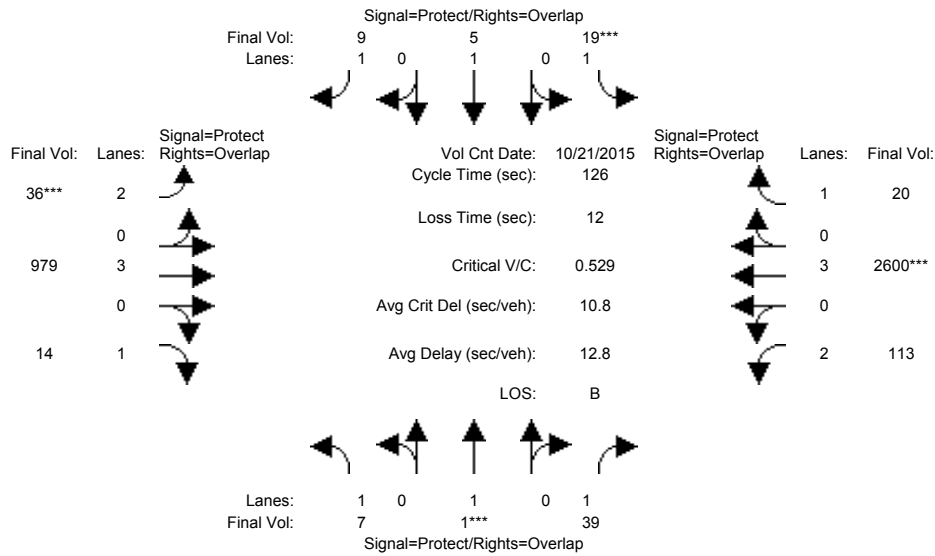 Signal=Protect/Rights=Overlap
Final Vol: 9 5 19***
Lanes: 1 0 1 0 1
Signal=Protect Signal=Protect
Final Vol: Lanes: Rights=Overlap Vol Cnt Date: 10/21/2015 Rights=Overlap Lanes: Final Vol:
Cycle Time (sec): 126
36*** 2 1 20
Loss Time (sec): 12
0 0
979 3 Critical V/C: 0.529 3 2600***
0 Avg Crit Del (sec/veh): 10.8 0
14 1 Avg Delay (sec/veh): 12.8 2 113
LOS: B
Lanes: 1 0 1 0 1
Final Vol: 7 1*** 39
Signal=Protect/Rights=Overlap